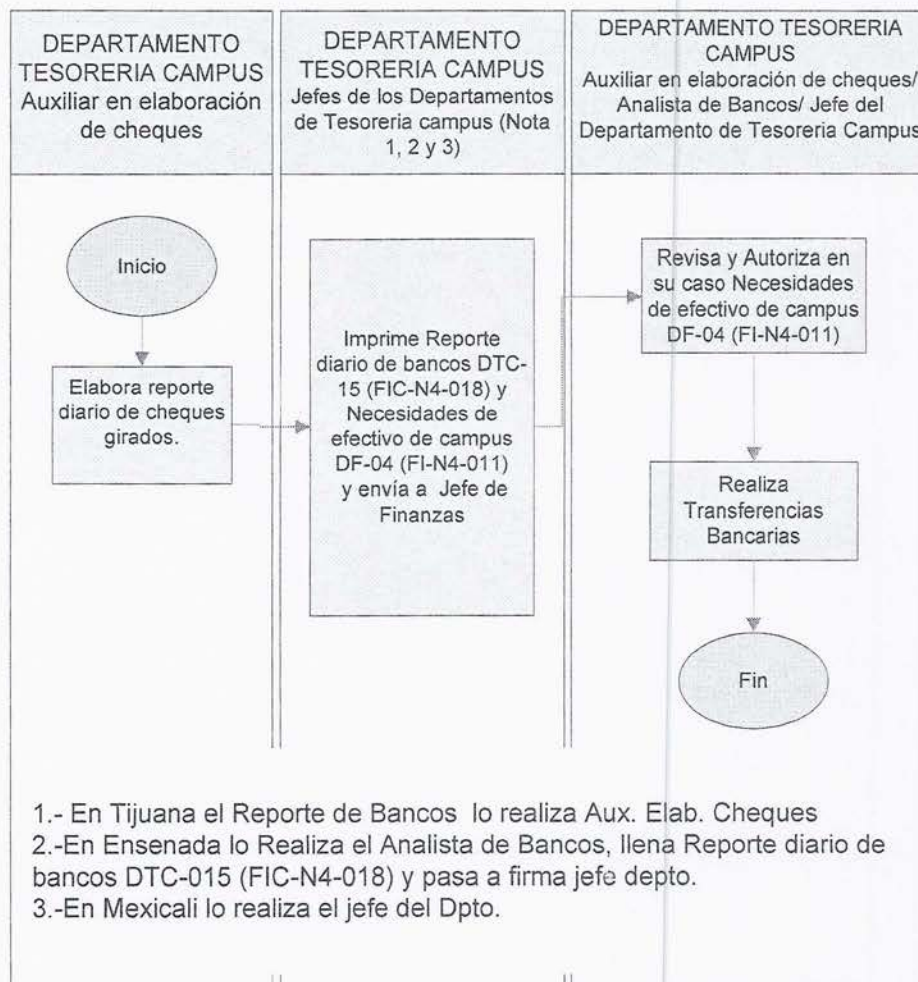 DEPARTAMENTO
TESORERIA CAMPUS
Auxiliar en elaboración
de cheques
DEPARTAMENTO
TESORERIA CAMPUS
Jefes de los Departamentos
de Tesoreria campus (Nota
1, 2 y 3)
DEPARTAMENTO TESORERIA
CAMPUS
Auxiliar en elaboración de cheques/
Analista de Bancos/ Jefe del
Departamento de Tesoreria Campus
Inicio
Elabora reporte
diario de cheques
girados.
Imprime Reporte
diario de bancos DTC-
15 (FIC-N4-018) y
Necesidades de
efectivo de campus
DF-04 (FI-N4-011)
y envía a Jefe de
Finanzas
Revisa y Autoriza en
su caso Necesidades
de efectivo de campus
DF-04 (FI-N4-011)
Realiza
Transferencias
Bancarias
Fin
1.- En Tijuana el Reporte de Bancos lo realiza Aux. Elab. Cheques
2.-En Ensenada lo Realiza el Analista de Bancos, llena Reporte diario de
bancos DTC-015 (FIC-N4-018) y pasa a firma jefe depto.
3.-En Mexicali lo realiza el jefe del Dpto.